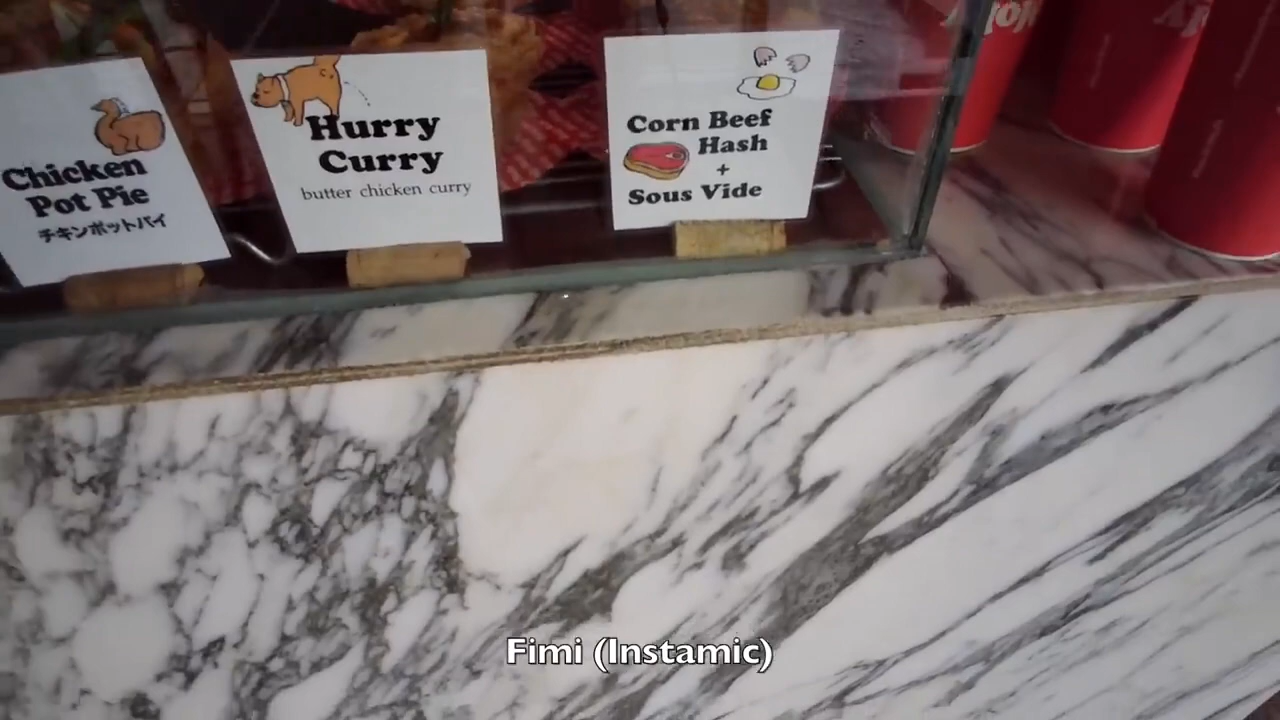 Chicken
Pot Pie
チキンポットパイ
Hurry
Curry
butter chicken curry
Corn Beef
Hash
+
Sous Vide
Fimi (Instamic)